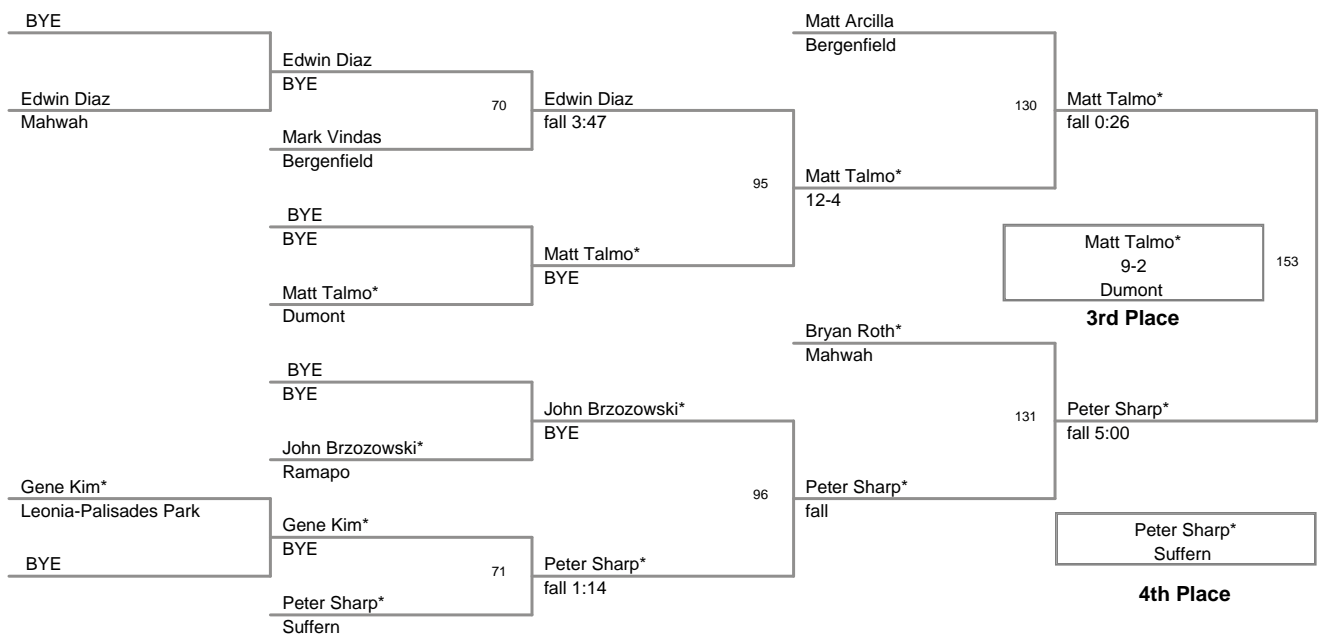 BYE
Edwin Diaz
Mahwah
Gene Kim*
Leonia-Palisades Park
BYE
Edwin Diaz
BYE
70
Mark Vindas
Bergenfield
BYE
BYE
Matt Talmo*
Dumont
BYE
BYE
John Brzozowski*
Ramapo
Gene Kim*
BYE
71
Peter Sharp*
Suffern
Edwin Diaz
fall 3:47
95
Matt Talmo*
BYE
John Brzozowski*
BYE
96
Peter Sharp*
fall 1:14
Matt Arcilla
Bergenfield
130
Matt Talmo*
12-4
Bryan Roth*
Mahwah
131
Peter Sharp*
fall
Matt Talmo*
fall 0:26
Matt Talmo*
9-2
Dumont
153
3rd Place
Peter Sharp*
fall 5:00
Peter Sharp*
Suffern
4th Place